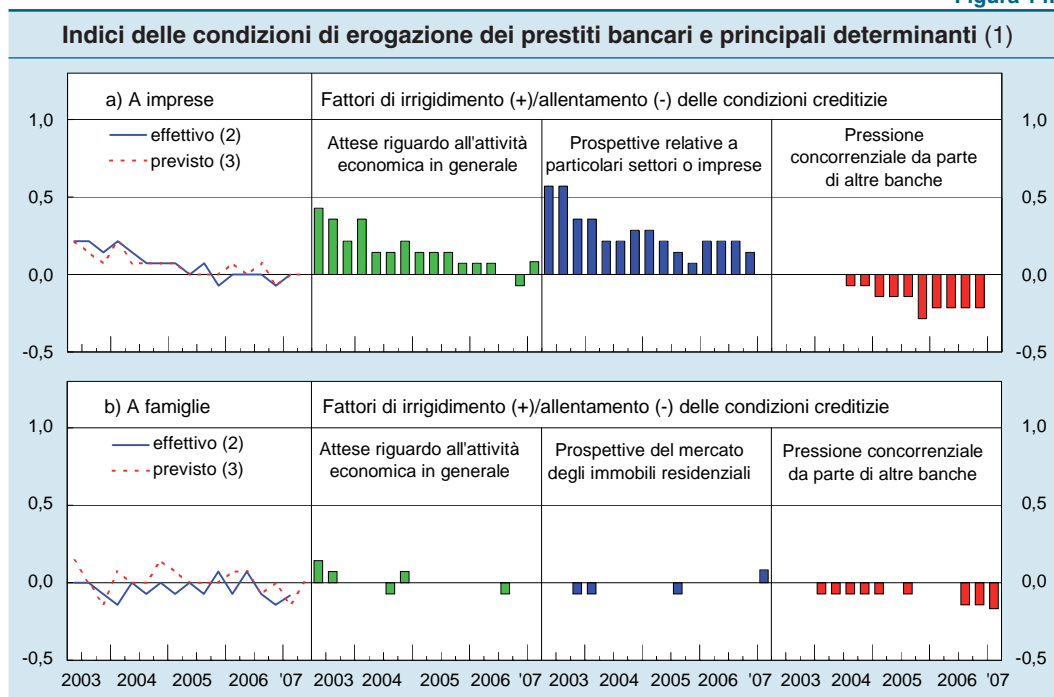 Indici delle condizioni di erogazione dei prestiti bancari e principali determinanti (1)
a) A imprese
Fattori di irrigidimento (+)/allentamento (-) delle condizioni creditizie
1,0
1,0
effettivo (2)
previsto (3)
Attese riguardo all'attività
economica in generale
Prospettive relative a
particolari settori o imprese
Pressione
concorrenziale da parte
di altre banche
0,5
0,5
0,0
0,0
-0,5
-0,5
b) A famiglie
Fattori di irrigidimento (+)/allentamento (-) delle condizioni creditizie
1,0
1,0
effettivo (2)
previsto (3)
Attese riguardo all'attività
economica in generale
Prospettive del mercato
degli immobili residenziali
Pressione concorrenziale
da parte di altre banche
0,5
0,5
0,0
0,0
-0,5
-0,5
2003 2004 2005 2006 '07 2003 2004 2005 2006 '07 2003 2004 2005 2006 '07 2003 2004 2005 2006 '07